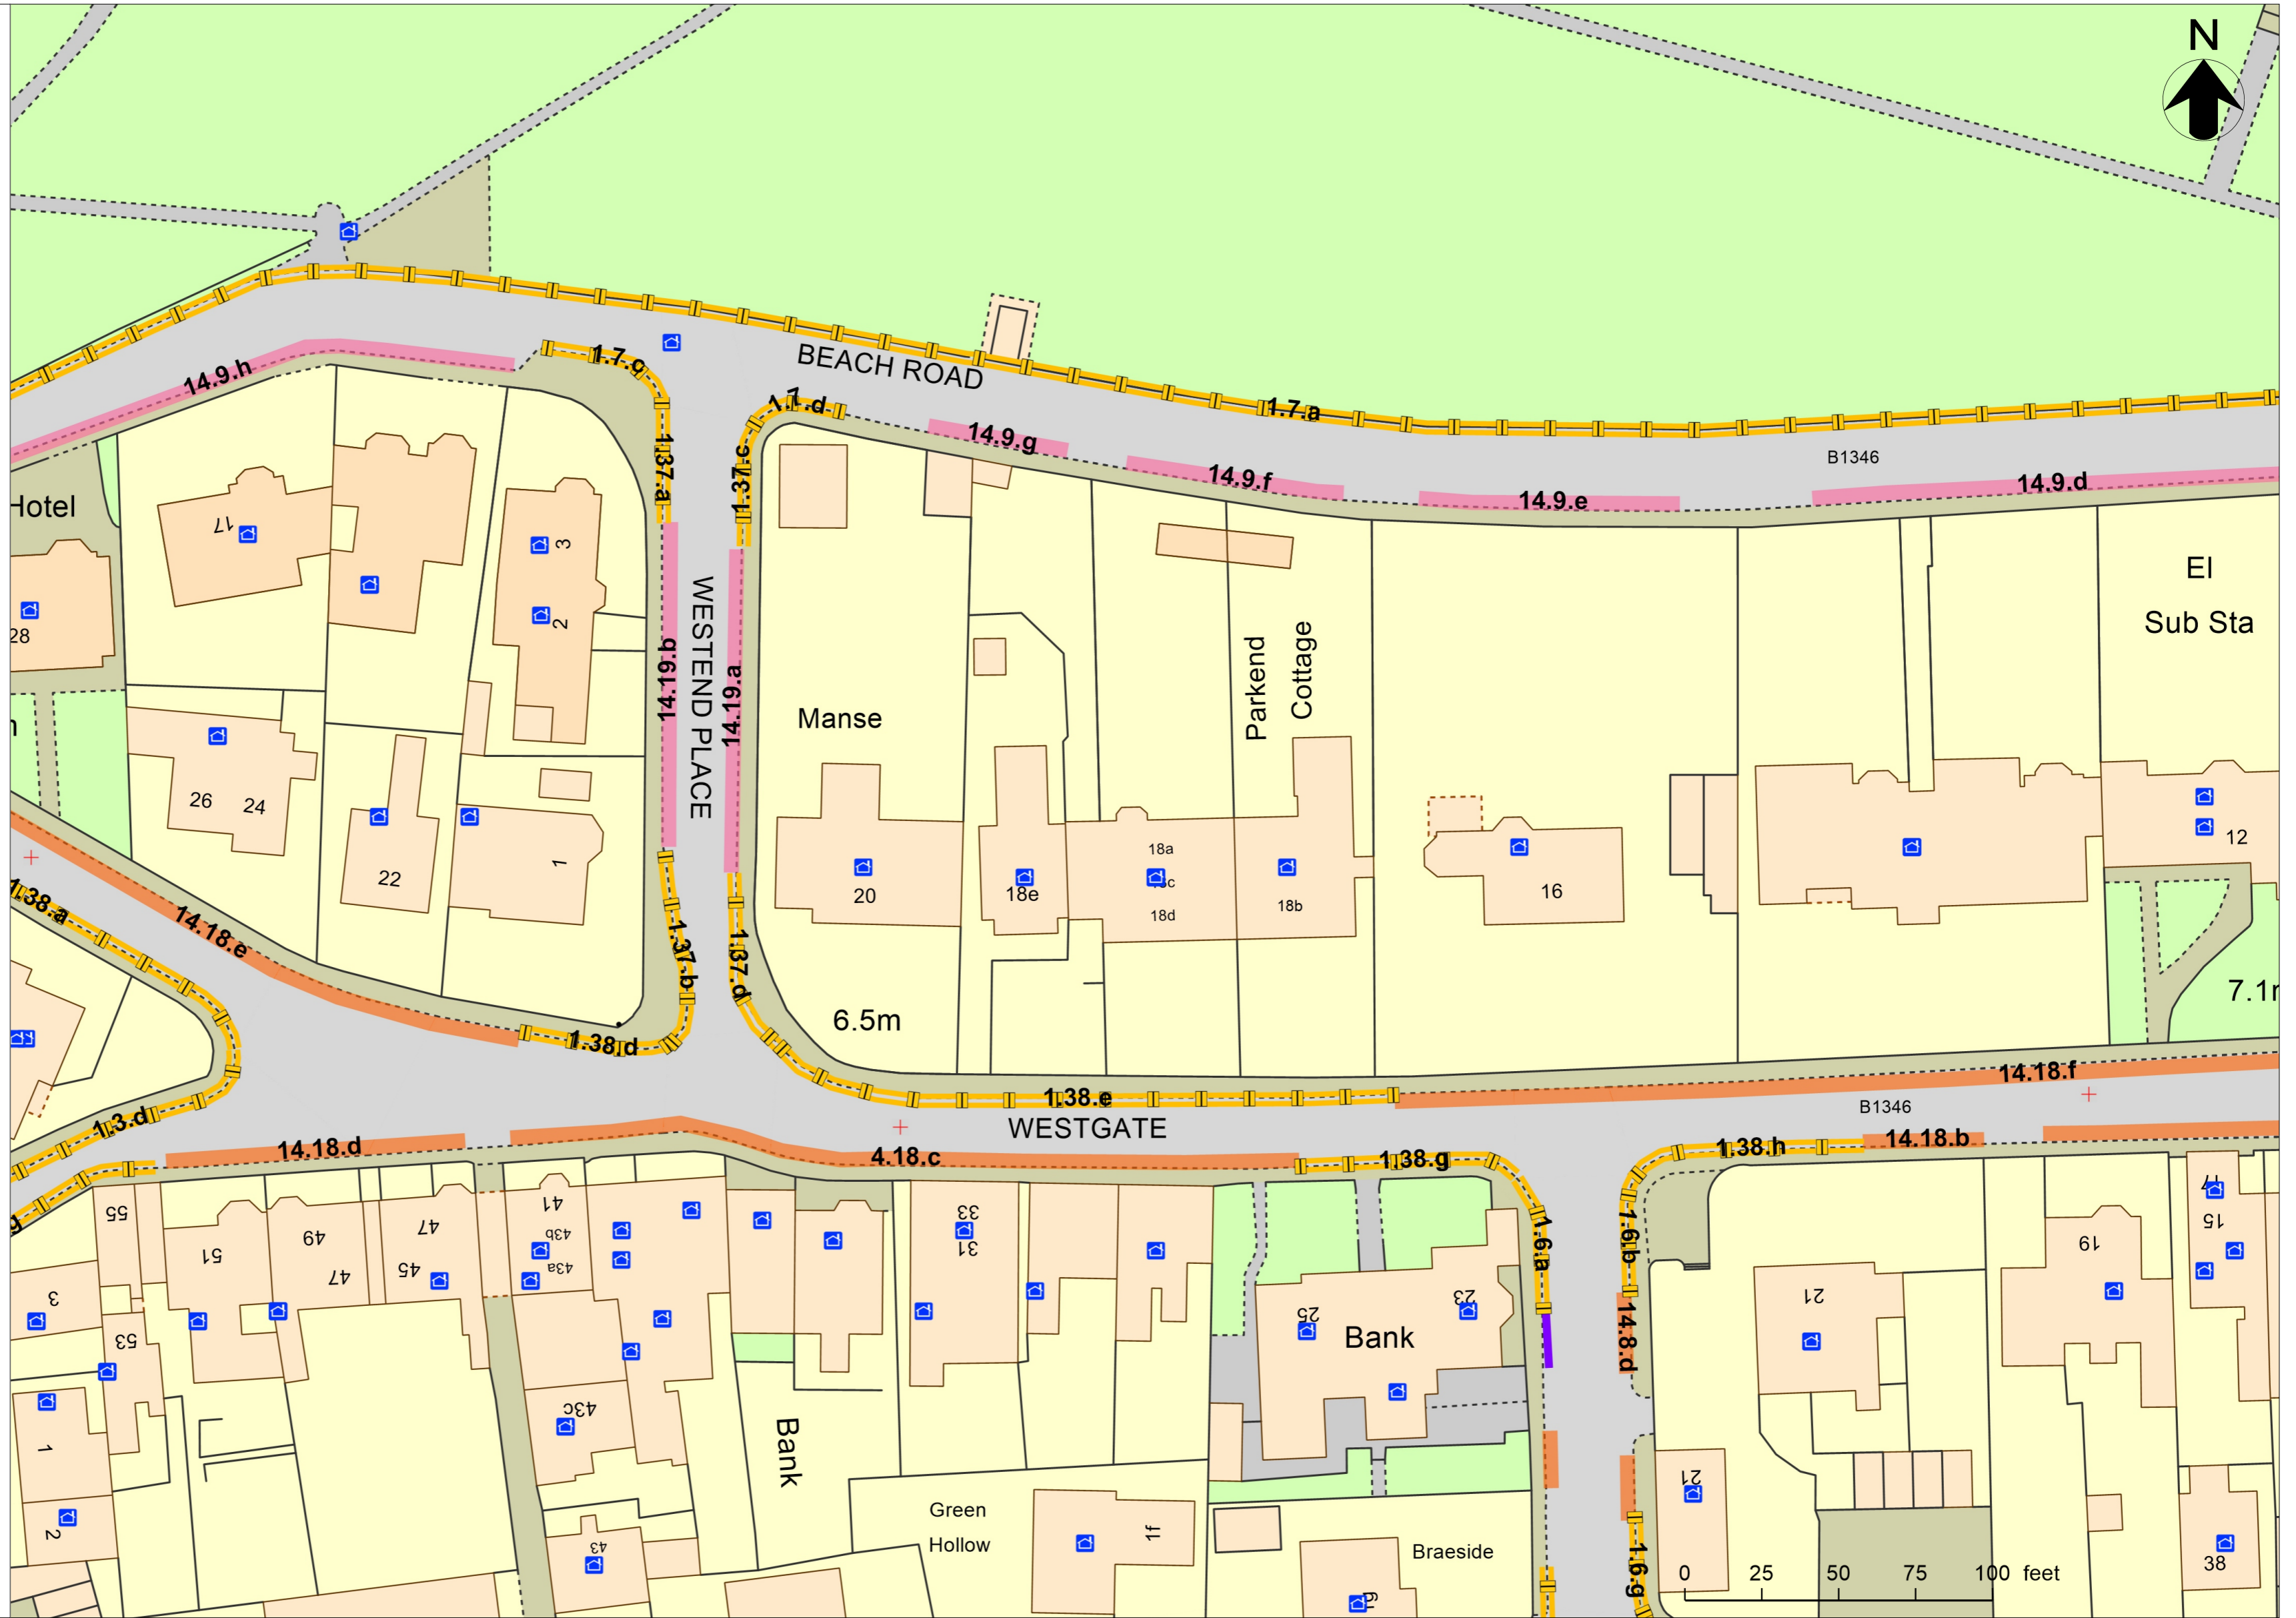 N
1.7.c
BEACH ROAD
14.9.h
1.7.d
1.7.a
14.9.g
B1346
1.37.a
1.37.c
14.9.f
14.9.e
14.9.d
Hotel
17
3
El
Sub Sta
28
2
14.19.b
WESTEND PLACE
14.19.a
Parkend
Cottage
Manse
26
24
22
1
20
18e
18a
18d
18b
16
12
1.38.a
14.18.e
1.37.b
1.37.d
6.5m
1.38.d
1.38.e
14.18.f
B1346
WESTGATE
1.3.d
14.18.d
4.18.c
1.38.g
1.38.h
14.18.b
55
51
49
47
47
45
41
43b
43a
33
31
1.6.a
1.6.b
17
15
19
21
3
53
25
23
Bank
14.8.d
1
43c
Bank
2
21
Green
Hollow
1f
43
Braeside
1.6.g
0 25 50 75 100 feet
38